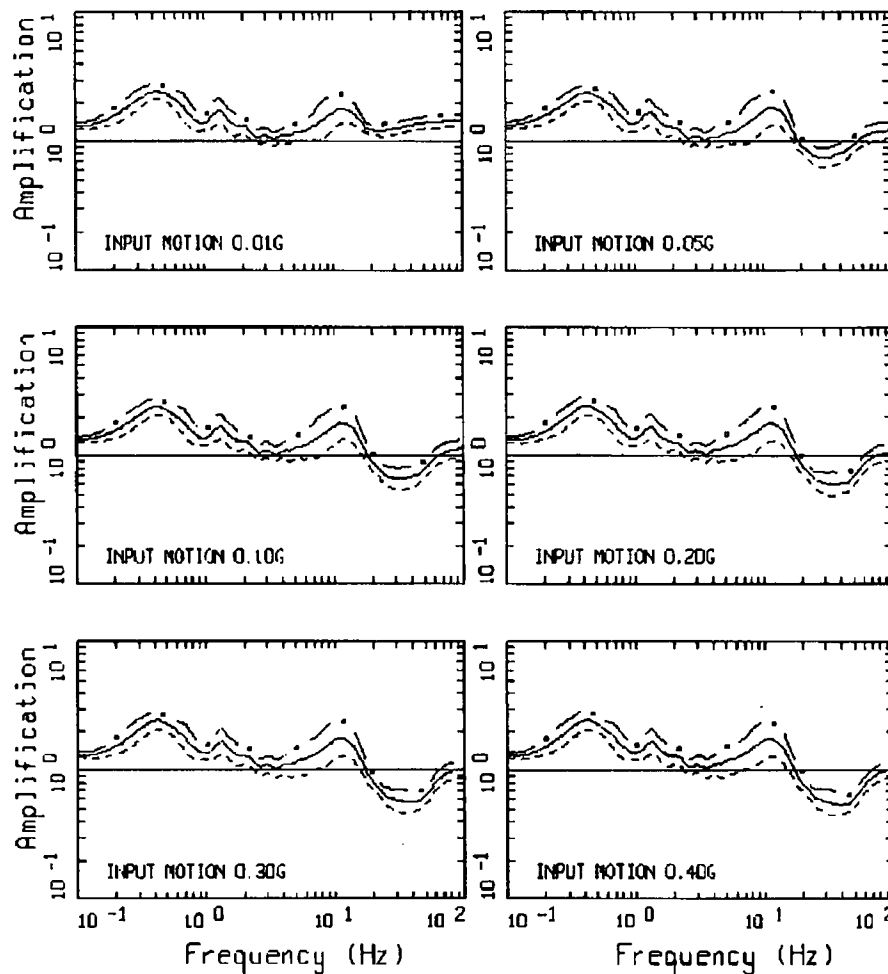 Amplification
10 1
10 0
10 -1
INPUT MOTION 0.01G
10 1
10 0
10 -1
INPUT MOTION 0.05G
Amplification
10 1
10 0
10 -1
INPUT MOTION 0.10G
10 1
10 0
10 -1
INPUT MOTION 0.20G
Amplification
10 1
10 0
10 -1
INPUT MOTION 0.30G
10 1
10 0
10 -1
INPUT MOTION 0.40G
10 -1 10 0 10 1 10 2
10 -1 10 0 10 1 10 2
Frequency (Hz)
Frequency (Hz)